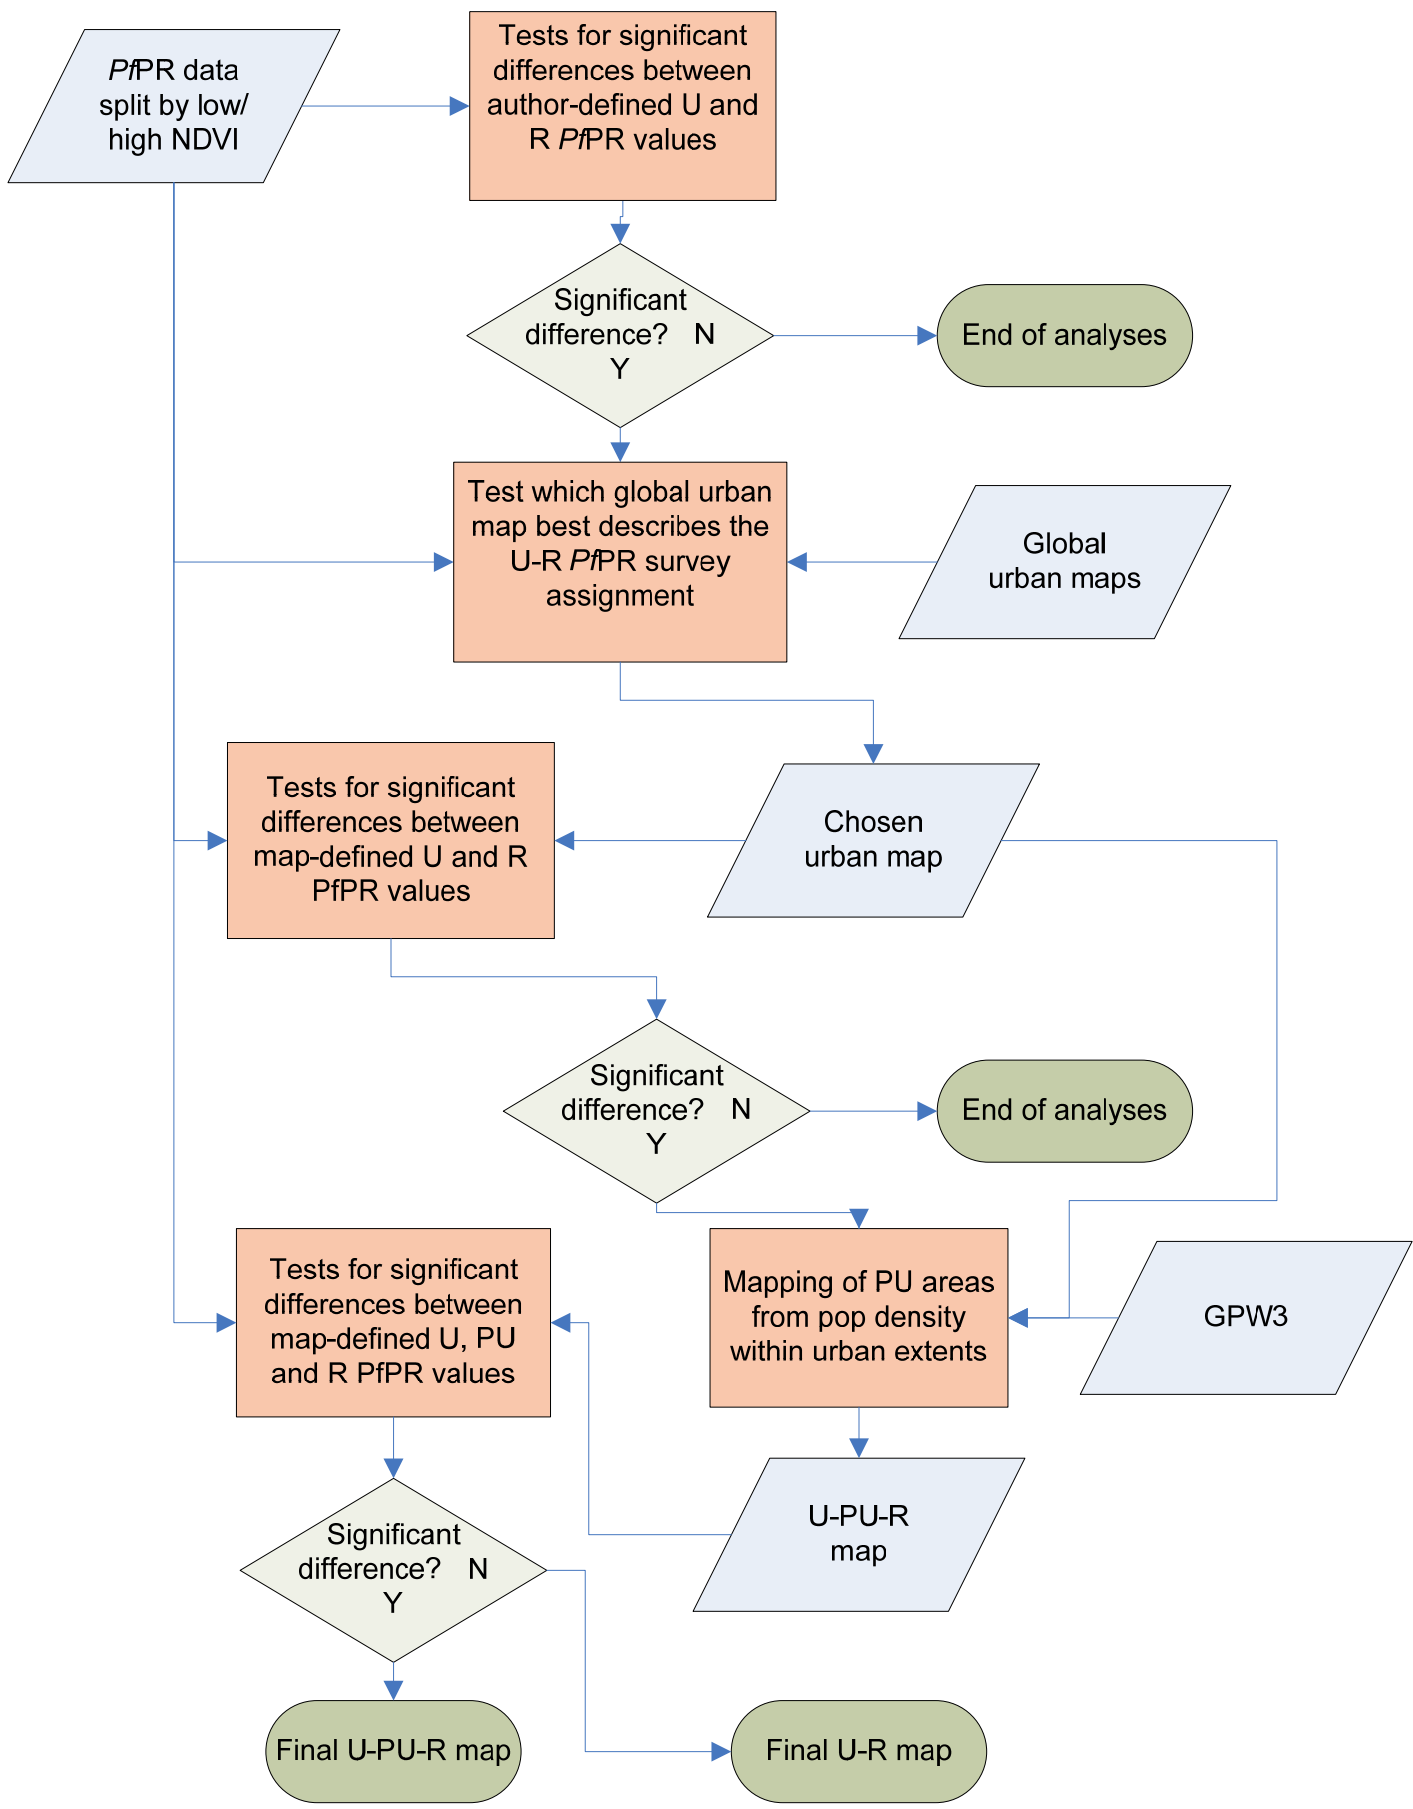 PfPR data
split by low/
high NDVI
Tests for significant
differences between
author-defined U and
R PfPR values
Significant
difference? N
Y
End of analyses
Test which global urban
map best describes the
U-R PfPR survey
assignment
Global
urban maps
Tests for significant
differences between
map-defined U and R
PfPR values
Chosen
urban map
Significant
difference? N
Y
End of analyses
Tests for significant
differences between
map-defined U, PU
and R PfPR values
Mapping of PU areas
from pop density
within urban extents
GPW3
U-PU-R
map
Significant
difference? N
Y
Final U-PU-R map
Final U-R map